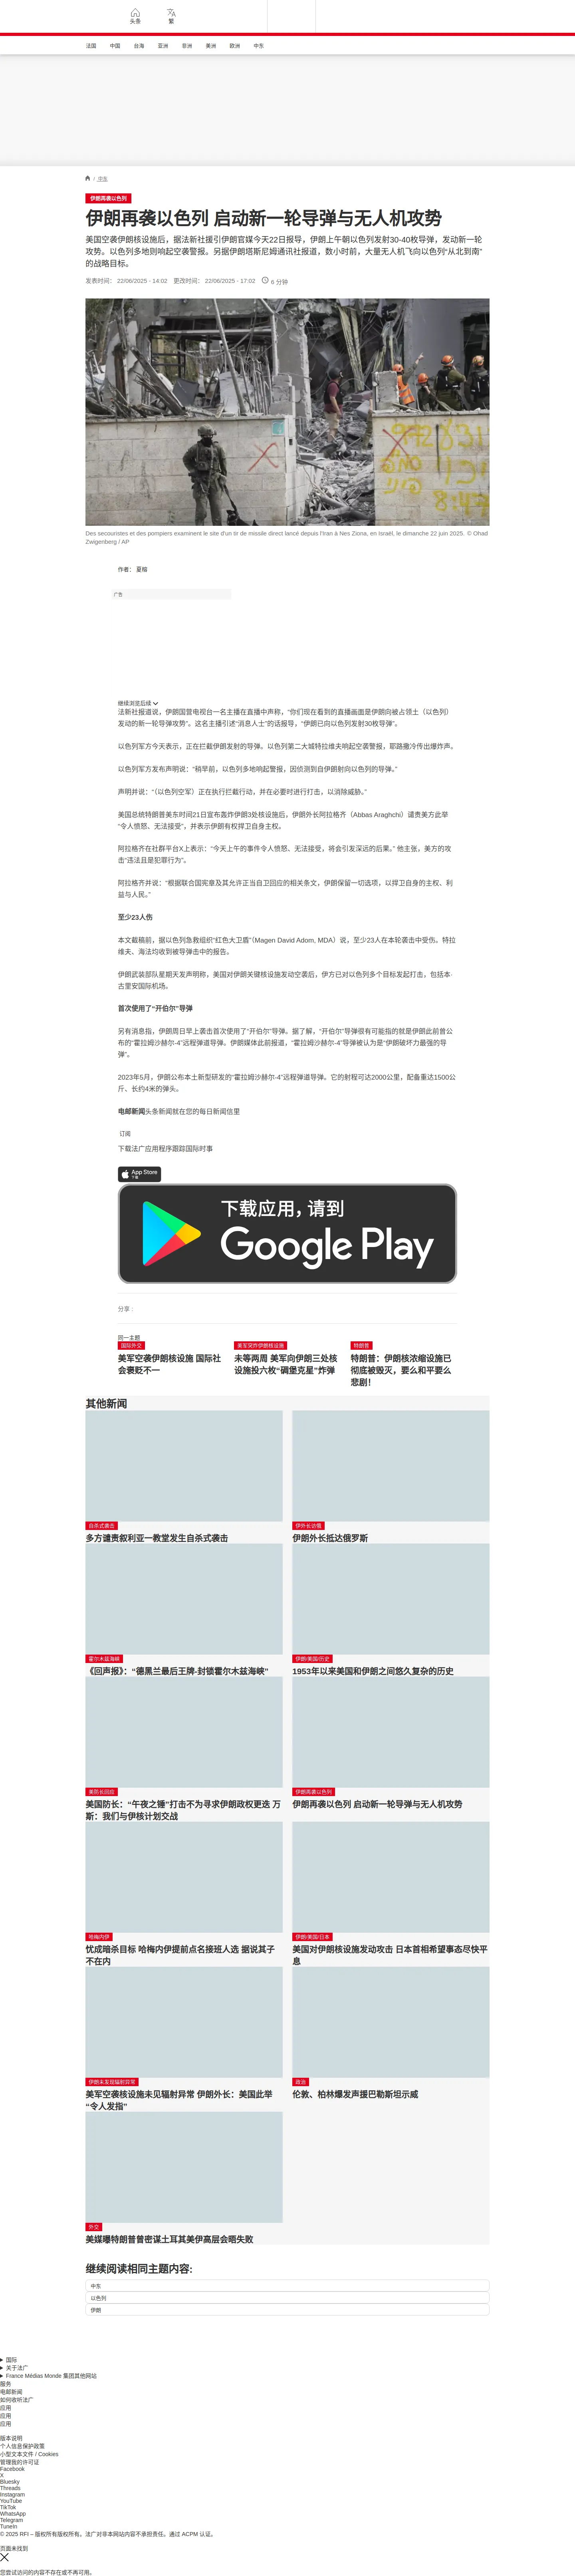 头条
繁
法国 中国 台海 亚洲 非洲 美洲 欧洲 中东
/ 中东
伊朗再袭以色列
伊朗再袭以色列 启动新一轮导弹与无人机攻势
美国空袭伊朗核设施后，据法新社援引伊朗官媒今天22日报导，伊朗上午朝以色列发射30-40枚导弹，发动新一轮
攻势。以色列多地则响起空袭警报。另据伊朗塔斯尼姆通讯社报道，数小时前，大量无人机飞向以色列“从北到南”
的战略目标。
发表时间： 22/06/2025 - 14:02 更改时间： 22/06/2025 - 17:02 6 分钟
Des secouristes et des pompiers examinent le site d'un tir de missile direct lancé depuis l'Iran à Nes Ziona, en Israël, le dimanche 22 juin 2025. © Ohad
Zwigenberg / AP
作者： 夏榕
广告
继续浏览后续
法新社报道说，伊朗国营电视台一名主播在直播中声称，“你们现在看到的直播画面是伊朗向被占领土（以色列）
发动的新一轮导弹攻势”。这名主播引述“消息人士”的话报导，“伊朗已向以色列发射30枚导弹”。
以色列军方今天表示，正在拦截伊朗发射的导弹。以色列第二大城特拉维夫响起空袭警报，耶路撒冷传出爆炸声。
以色列军方发布声明说：“稍早前，以色列多地响起警报，因侦测到自伊朗射向以色列的导弹。”
声明并说：“（以色列空军）正在执行拦截行动，并在必要时进行打击，以消除威胁。”
美国总统特朗普美东时间21日宣布轰炸伊朗3处核设施后，伊朗外长阿拉格齐（Abbas Araghchi）谴责美方此举
“令人愤怒、无法接受”，并表示伊朗有权捍卫自身主权。
阿拉格齐在社群平台X上表示：“今天上午的事件令人愤怒、无法接受，将会引发深远的后果。” 他主张，美方的攻
击“违法且是犯罪行为”。
阿拉格齐并说：“根据联合国宪章及其允许正当自卫回应的相关条文，伊朗保留一切选项，以捍卫自身的主权、利
益与人民。”
至少23人伤
本文截稿前，据以色列急救组织“红色大卫盾”（Magen David Adom, MDA）说，至少23人在本轮袭击中受伤。特拉
维夫、海法均收到被导弹击中的报告。
伊朗武装部队星期天发声明称，美国对伊朗关键核设施发动空袭后，伊方已对以色列多个目标发起打击，包括本·
古里安国际机场。
首次使用了“开伯尔”导弹
另有消息指，伊朗周日早上袭击首次使用了“开伯尔”导弹。据了解，“开伯尔”导弹很有可能指的就是伊朗此前曾公
布的“霍拉姆沙赫尔-4”远程弹道导弹。伊朗媒体此前报道，“霍拉姆沙赫尔-4”导弹被认为是“伊朗破坏力最强的导
弹”。
2023年5月，伊朗公布本土新型研发的“霍拉姆沙赫尔-4”远程弹道导弹。它的射程可达2000公里，配备重达1500公
斤、长约4米的弹头。
电邮新闻头条新闻就在您的每日新闻信里
订阅
下载法广应用程序跟踪国际时事
App Store
下载
下载应用，请到
Google Play
分享 :
同一主题
国际外交
美军空袭伊朗核设施 国际社
会褒贬不一
美军突炸伊朗核设施
未等两周 美军向伊朗三处核
设施投六枚“碉堡克星”炸弹
特朗普
特朗普：伊朗核浓缩设施已
彻底被毁灭，要么和平要么
悲剧！
其他新闻
自杀式袭击
多方谴责叙利亚一教堂发生自杀式袭击
伊外长访俄
伊朗外长抵达俄罗斯
霍尔木兹海峡
《回声报》：“德黑兰最后王牌-封锁霍尔木兹海峡”
伊朗/美国/历史
1953年以来美国和伊朗之间悠久复杂的历史
美防长回应
美国防长：“午夜之锤”打击不为寻求伊朗政权更迭 万
斯：我们与伊核计划交战
伊朗再袭以色列
伊朗再袭以色列 启动新一轮导弹与无人机攻势
哈梅内伊
忧成暗杀目标 哈梅内伊提前点名接班人选 据说其子
不在内
伊朗/美国/日本
美国对伊朗核设施发动攻击 日本首相希望事态尽快平
息
伊朗未发现辐射异常
美军空袭核设施未见辐射异常 伊朗外长：美国此举
“令人发指”
政治
伦敦、柏林爆发声援巴勒斯坦示威
外交
美媒曝特朗普曾密谋土耳其美伊高层会晤失败
继续阅读相同主题内容:
中东
以色列
伊朗
国际
关于法广
France Médias Monde 集团其他网站
服务
电邮新闻
如何收听法广
应用
应用
应用
版本说明
个人信息保护政策
小型文本文件 / Cookies
管理我的许可证
Facebook
X
Bluesky
Threads
Instagram
YouTube
TikTok
WhatsApp
Telegram
TuneIn
© 2025 RFI – 版权所有版权所有。法广对非本网站内容不承担责任。通过 ACPM 认证。
页面未找到
您尝试访问的内容不存在或不再可用。